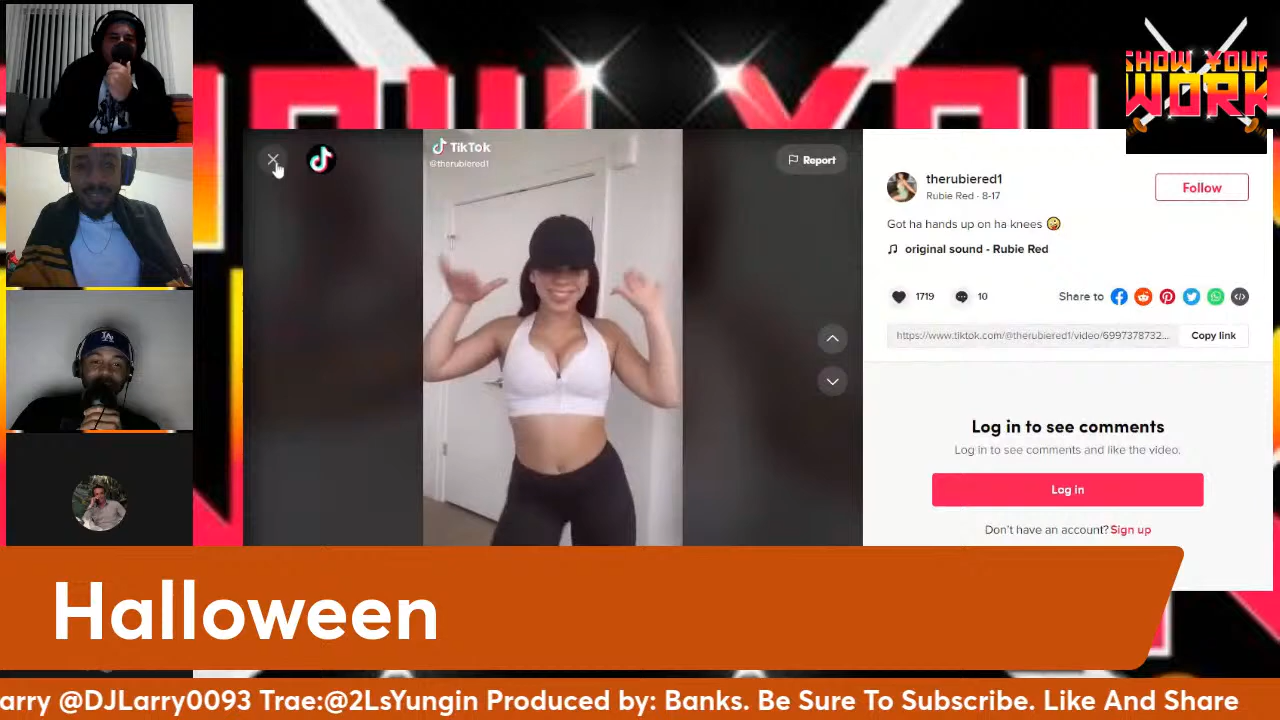 SHOW YOUR
WORK
TikTok
@therubiered1
Report
therubiered1
Rubie Red · 8-17
Follow
Got ha hands up on ha knees 🤪
original sound - Rubie Red
1719
10
Share to
https://www.tiktok.com/@therubiered1/video/6997378732...
Copy link
Log in to see comments
Log in to see comments and like the video.
Log in
Don't have an account? Sign up
Halloween
arry @DJLarry0093 Trae:@2LsYungin Produced by: Banks. Be Sure To Subscribe. Like And Share